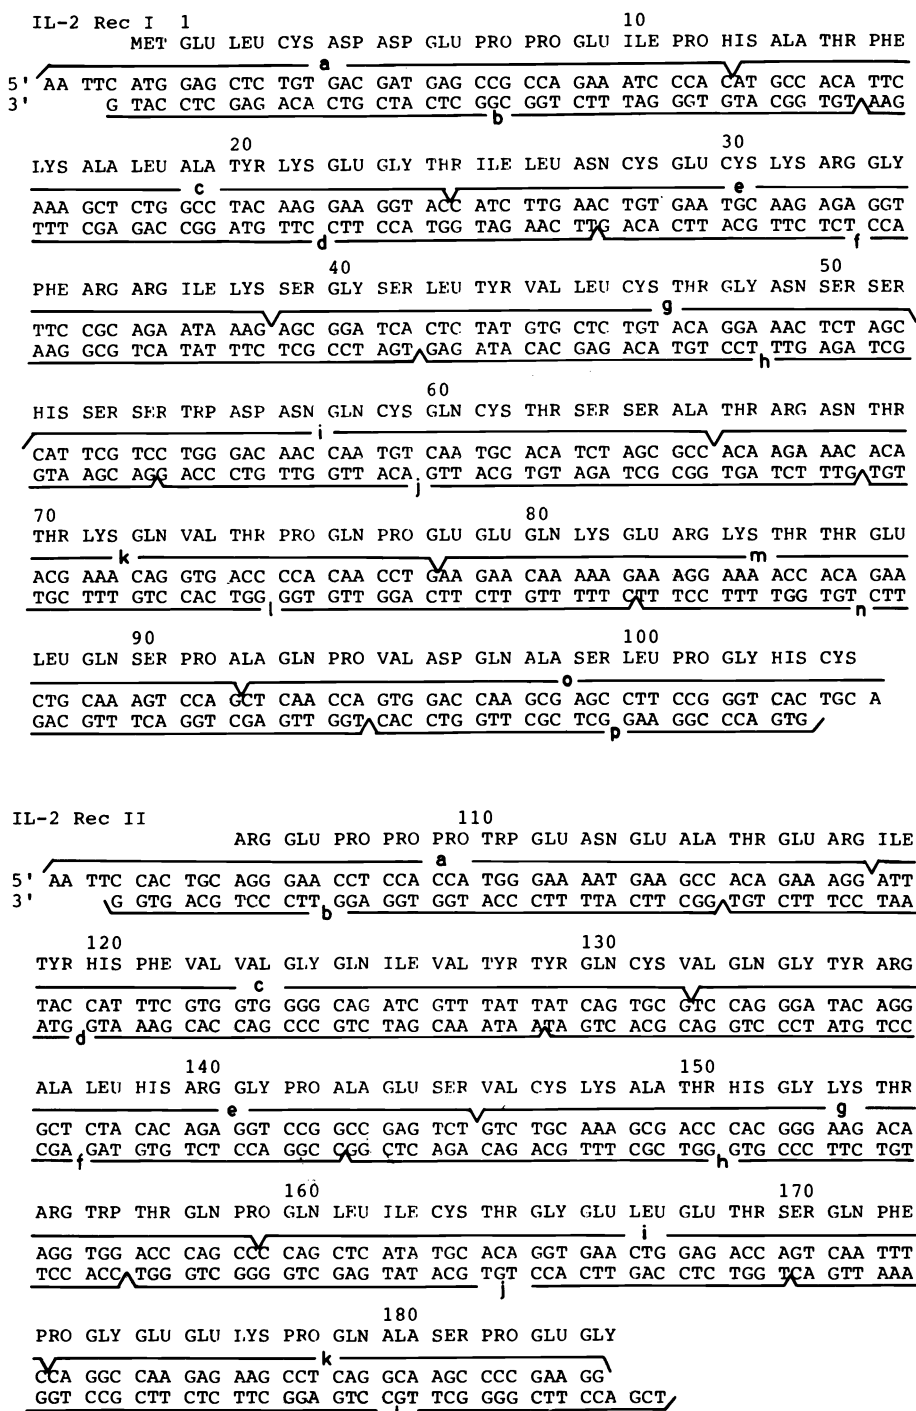 IL-2 Rec I 1 10
MET GLU LEU CYS ASP ASP GLU PRO PRO GLU ILE PRO HIS ALA THR PHE
a
5' AA TTC ATG GAG CTC TGT GAC GAT GAG CCG CCA GAA ATC CCA CAT GCC ACA TTC
3' G TAC CTC GAG ACA CTG CTA CTC GGC GGT CTT TAG GGT GTA CGG TGT AAG
b
20 30
LYS ALA LEU ALA TYR LYS GLU GLY THR ILE LEU ASN CYS GLU CYS LYS ARG GLY
c e
AAA GCT CTG GCC TAC AAG GAA GGT ACC ATC TTG AAC TGT GAA TGC AAG AGA GGT
TTT CGA GAC CGG ATG TTC CTT CCA TGG TAG AAC TTG ACA CTT ACG TTC TCT CCA
d f
40 50
PHE ARG ARG ILE LYS SER GLY SER LEU TYR VAL LEU CYS THR GLY ASN SER SER
g
TTC CGC AGA ATA AAG AGC GGA TCA CTC TAT GTG CTC TGT ACA GGA AAC TCT AGC
AAG GCG TCA TAT TTC TCG CCT AGT GAG ATA CAC GAG ACA TGT CCT TTG AGA TCG
h
60
HIS SER SER TRP ASP ASN GLN CYS GLN CYS THR SER SER ALA THR ARG ASN THR
i
CAT TCG TCC TGG GAC AAC CAA TGT CAA TGC ACA TCT AGC GCC ACA AGA AAC ACA
GTA AGC AGG ACC CTG TTG GTT ACA GTT ACG TGT AGA TCG CGG TGA TCT TTG TGT
j
70 80
THR LYS GLN VAL THR PRO GLN PRO GLU GLU GLN LYS GLU ARG LYS THR THR GLU
k m
ACG AAA CAG GTG ACC CCA CAA CCT GAA GAA CAA AAA GAA AGG AAA ACC ACA GAA
TGC TTT GTC CAC TGG GGT GTT GGA CTT CTT GTT TTT CTT TCC TTT TGG TGT CTT
l n
90 100
LEU GLN SER PRO ALA GLN PRO VAL ASP GLN ALA SER LEU PRO GLY HIS CYS
o
CTG CAA AGT CCA GCT CAA CCA GTG GAC CAA GCG AGC CTT CCG GGT CAC TGC A
GAC GTT TCA GGT CGA GTT GGT CAC CTG GTT CGC TCG GAA GGC CCA GTG
p
IL-2 Rec II 110
ARG GLU PRO PRO PRO TRP GLU ASN GLU ALA THR GLU ARG ILE
a
5' AA TTC CAC TGC AGG GAA CCT CCA CCA TGG GAA AAT GAA GCC ACA GAA AGG ATT
3' G GTG ACG TCC CTT GGA GGT GGT ACC CTT TTA CTT CGG TGT CTT TCC TAA
b
120 130
TYR HIS PHE VAL VAL GLY GLN ILE VAL TYR TYR GLN CYS VAL GLN GLY TYR ARG
c
TAC CAT TTC GTG GTG GGG CAG ATC GTT TAT TAT CAG TGC GTC CAG GGA TAC AGG
ATG GTA AAG CAC CAG CCC GTC TAG CAA ATA ATA GTC ACG CAG GTC CCT ATG TCC
d
140 150
ALA LEU HIS ARG GLY PRO ALA GLU SER VAL CYS LYS ALA THR HIS GLY LYS THR
e g
GCT CTA CAC AGA GGT CCG GCC GAG TCT GTC TGC AAA GCG ACC CAC GGG AAG ACA
CGA GAT GTG TCT CCA GGC CGG CTC AGA CAG ACG TTT CGC TGG GTG CCC TTC TGT
f h
160 170
ARG TRP THR GLN PRO GLN LEU ILE CYS THR GLY GLU LEU GLU THR SER GLN PHE
i
AGG TGG ACC CAG CCC CAG CTC ATA TGC ACA GGT GAA CTG GAG ACC AGT CAA TTT
TCC ACC TGG GTC GGG GTC GAG TAT ACG TGT CCA CTT GAC CTC TGG TCA GTT AAA
j
180
PRO GLY GLU GLU LYS PRO GLN ALA SER PRO GLU GLY
k
CCA GGC CAA GAG AAG CCT CAG GCA AGC CCC GAA GG
GGT CCG CTT CTC TTC GGA GTC CGT TCG GGG CTT CCA GCT